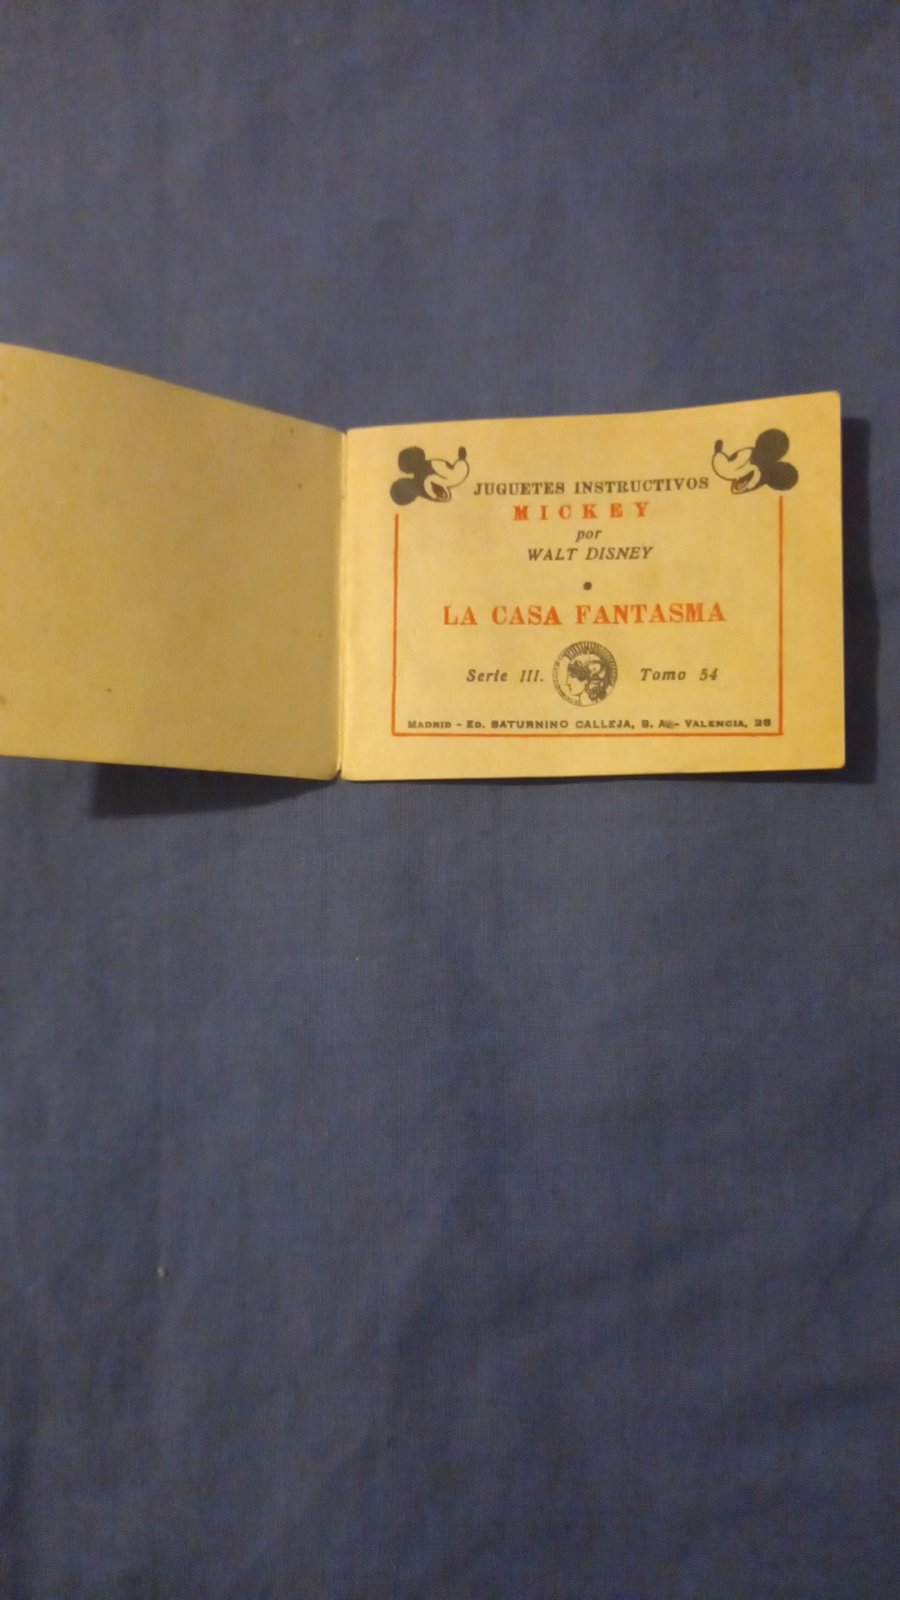 JUGUETES INSTRUCTIVOS
MICKEY
por
WALT DISNEY
LA CASA FANTASMA
Serie III. Tomo 54
MADRID - ED. SATURNINO CALLEJA, S. A. - VALENCIA, 28